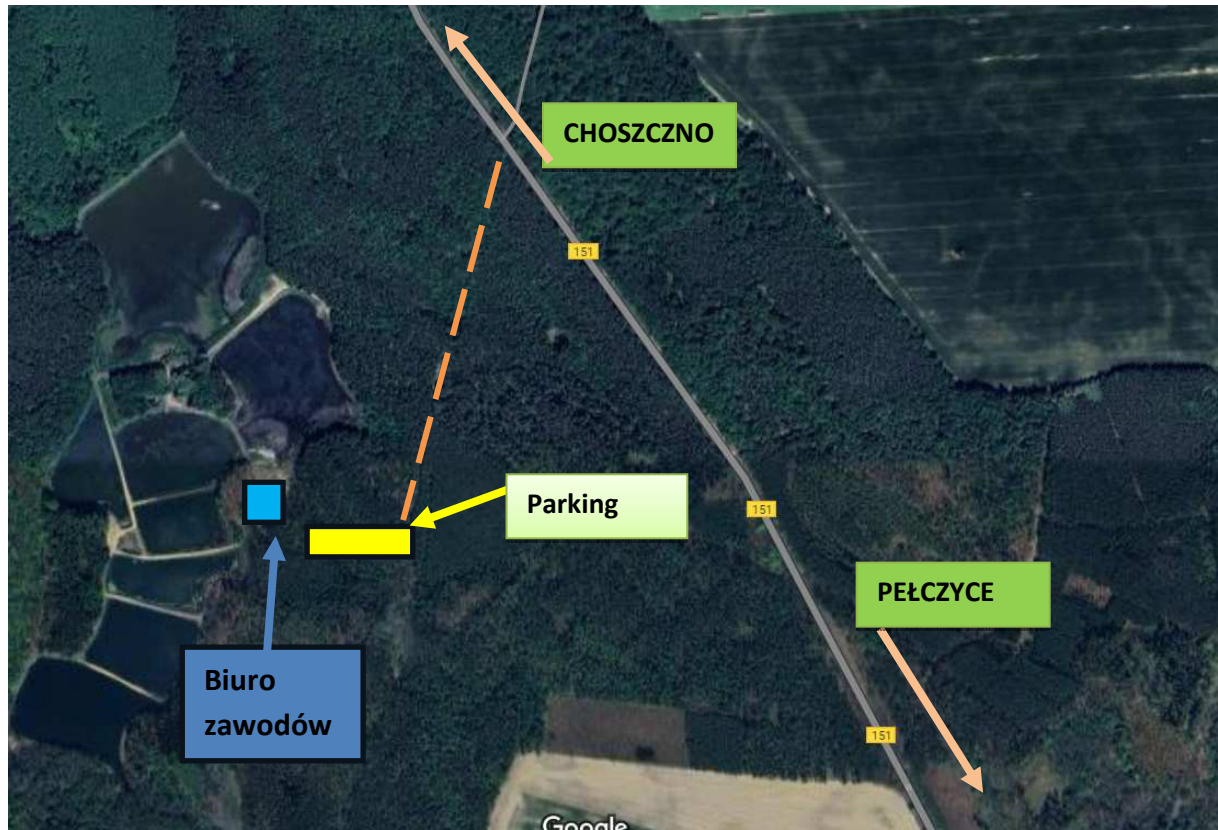 CHOSZCZNO
151
Parking
151
PEŁCZYCE
Biuro
zawodów
151
Google